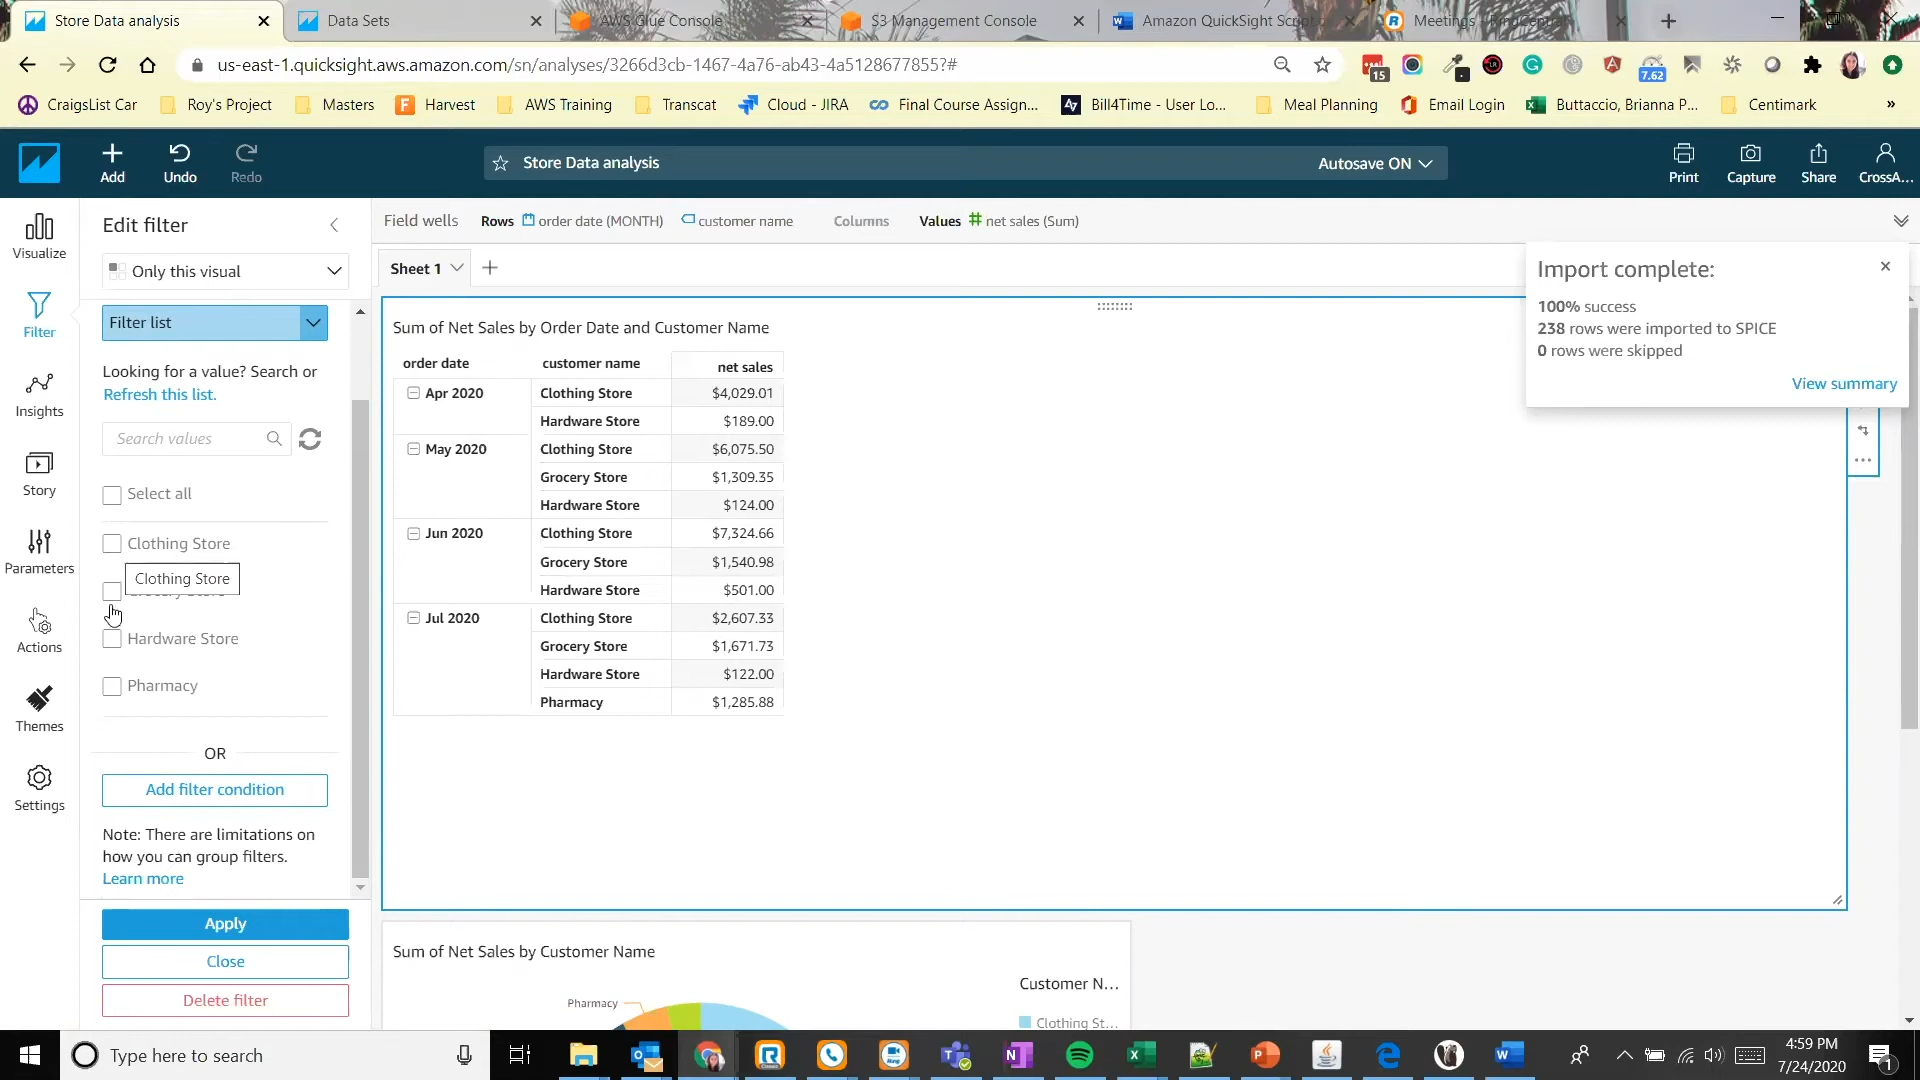 Store Data analysis
Data Sets
AWS Glue Console
S3 Management Console
Amazon QuickSight Script
Meetings - RingCentral
us-east-1.quicksight.aws.amazon.com/sn/analyses/3266d3cb-1467-4a76-ab43-4a5128677855?#
15
7.62
CraigsList Car
Roy's Project
Masters
Harvest
AWS Training
Transcat
Cloud - JIRA
Final Course Assign...
Bill4Time - User Lo...
Meal Planning
Email Login
Buttaccio, Brianna P...
Centimark
»
Add
Undo
Redo
Store Data analysis
Autosave ON
Print
Capture
Share
CrossA...
Visualize
Filter
Insights
Story
Parameters
Actions
Themes
Settings
Edit filter
Only this visual
Filter list
Looking for a value? Search or
Refresh this list.
Search values
Select all
Clothing Store
Clothing Store
Hardware Store
Pharmacy
OR
Add filter condition
Note: There are limitations on
how you can group filters.
Learn more
Apply
Close
Delete filter
Field wells
Rows order date (MONTH) customer name
Columns
Values net sales (Sum)
Sheet 1
Import complete:
100% success
238 rows were imported to SPICE
0 rows were skipped
View summary
Sum of Net Sales by Order Date and Customer Name
order date customer name net sales
Apr 2020 Clothing Store $4,029.01
Hardware Store $189.00
May 2020 Clothing Store $6,075.50
Grocery Store $1,309.35
Hardware Store $124.00
Jun 2020 Clothing Store $7,324.66
Grocery Store $1,540.98
Hardware Store $501.00
Jul 2020 Clothing Store $2,607.33
Grocery Store $1,671.73
Hardware Store $122.00
Pharmacy $1,285.88
Sum of Net Sales by Customer Name
Pharmacy
Customer N...
Clothing St...
Type here to search
4:59 PM
7/24/2020
1